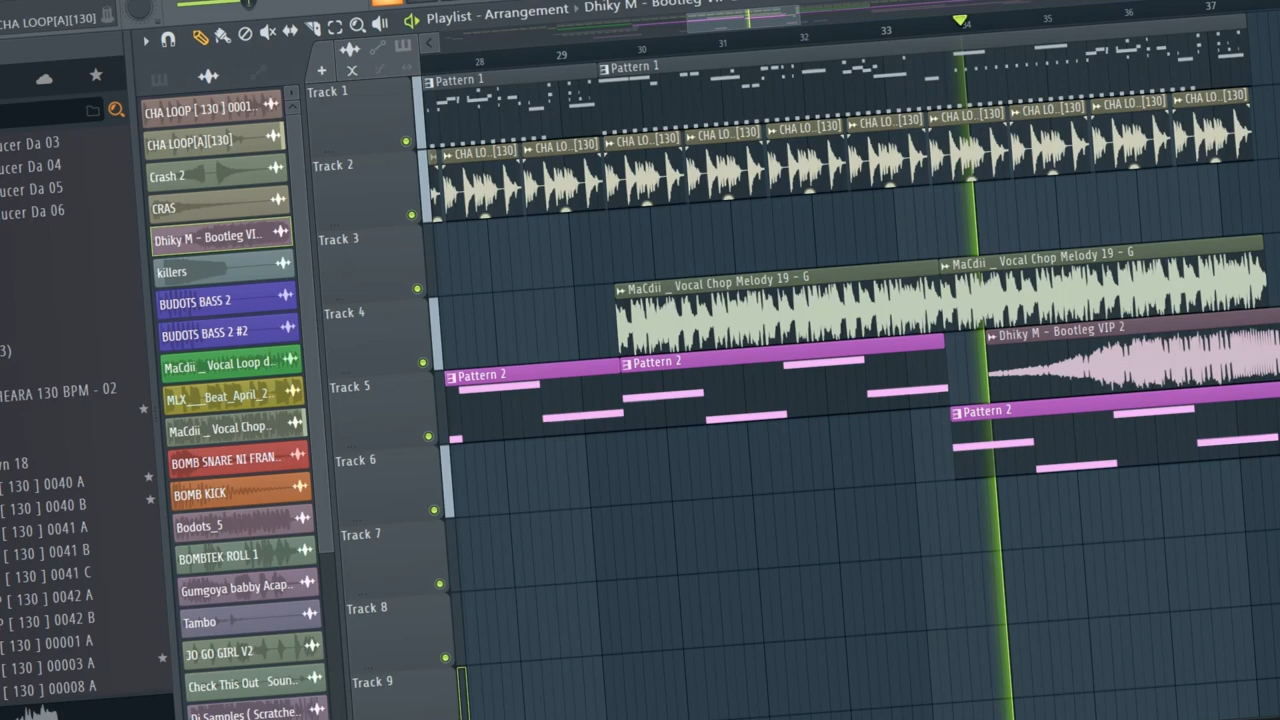 CHA LOOP[A][130]
Playlist - Arrangement › Dhiky M - Bootleg VIP 2
28 29 30 31 32 33 34 35 36 37
ucer Da 03
ucer Da 04
ucer Da 05
ucer Da 06
3)
HEARA 130 BPM - 02
wn 18
[ 130 ] 0040 A
[ 130 ] 0040 B
[ 130 ] 0041 A
[ 130 ] 0041 B
[ 130 ] 0041 C
P [ 130 ] 0042 A
P [ 130 ] 0042 B
[ 130 ] 00001 A
[ 130 ] 00003 A
[ 130 ] 00008 A
CHA LOOP [ 130 ] 0001..
CHA LOOP[A][130]
Crash 2
CRAS
Dhiky M - Bootleg VI..
killers
BUDOTS BASS 2
BUDOTS BASS 2 #2
MaCdii _ Vocal Loop d..
MLX___Beat_April_2..
MaCdii _ Vocal Chop..
BOMB SNARE NI FRAN..
BOMB KICK
Bodots_5
BOMBTEK ROLL 1
Gumgoya babby Acap..
Tambo
JO GO GIRL V2
Check This Out Soun..
Dj Samples ( Scratche..
Track 1
Pattern 1
Pattern 1
Track 2
CHA LO..[130]
CHA LO..[130]
CHA LO..[130]
CHA LO..[130]
CHA LO..[130]
CHA LO..[130]
CHA LO..[130]
CHA LO..[130]
CHA LO..[130]
CHA LO..[130]
Track 3
Track 4
MaCdii _ Vocal Chop Melody 19 - G
MaCdii _ Vocal Chop Melody 19 - G
Track 5
Pattern 2
Pattern 2
Dhiky M - Bootleg VIP 2
Track 6
Pattern 2
Track 7
Track 8
Track 9